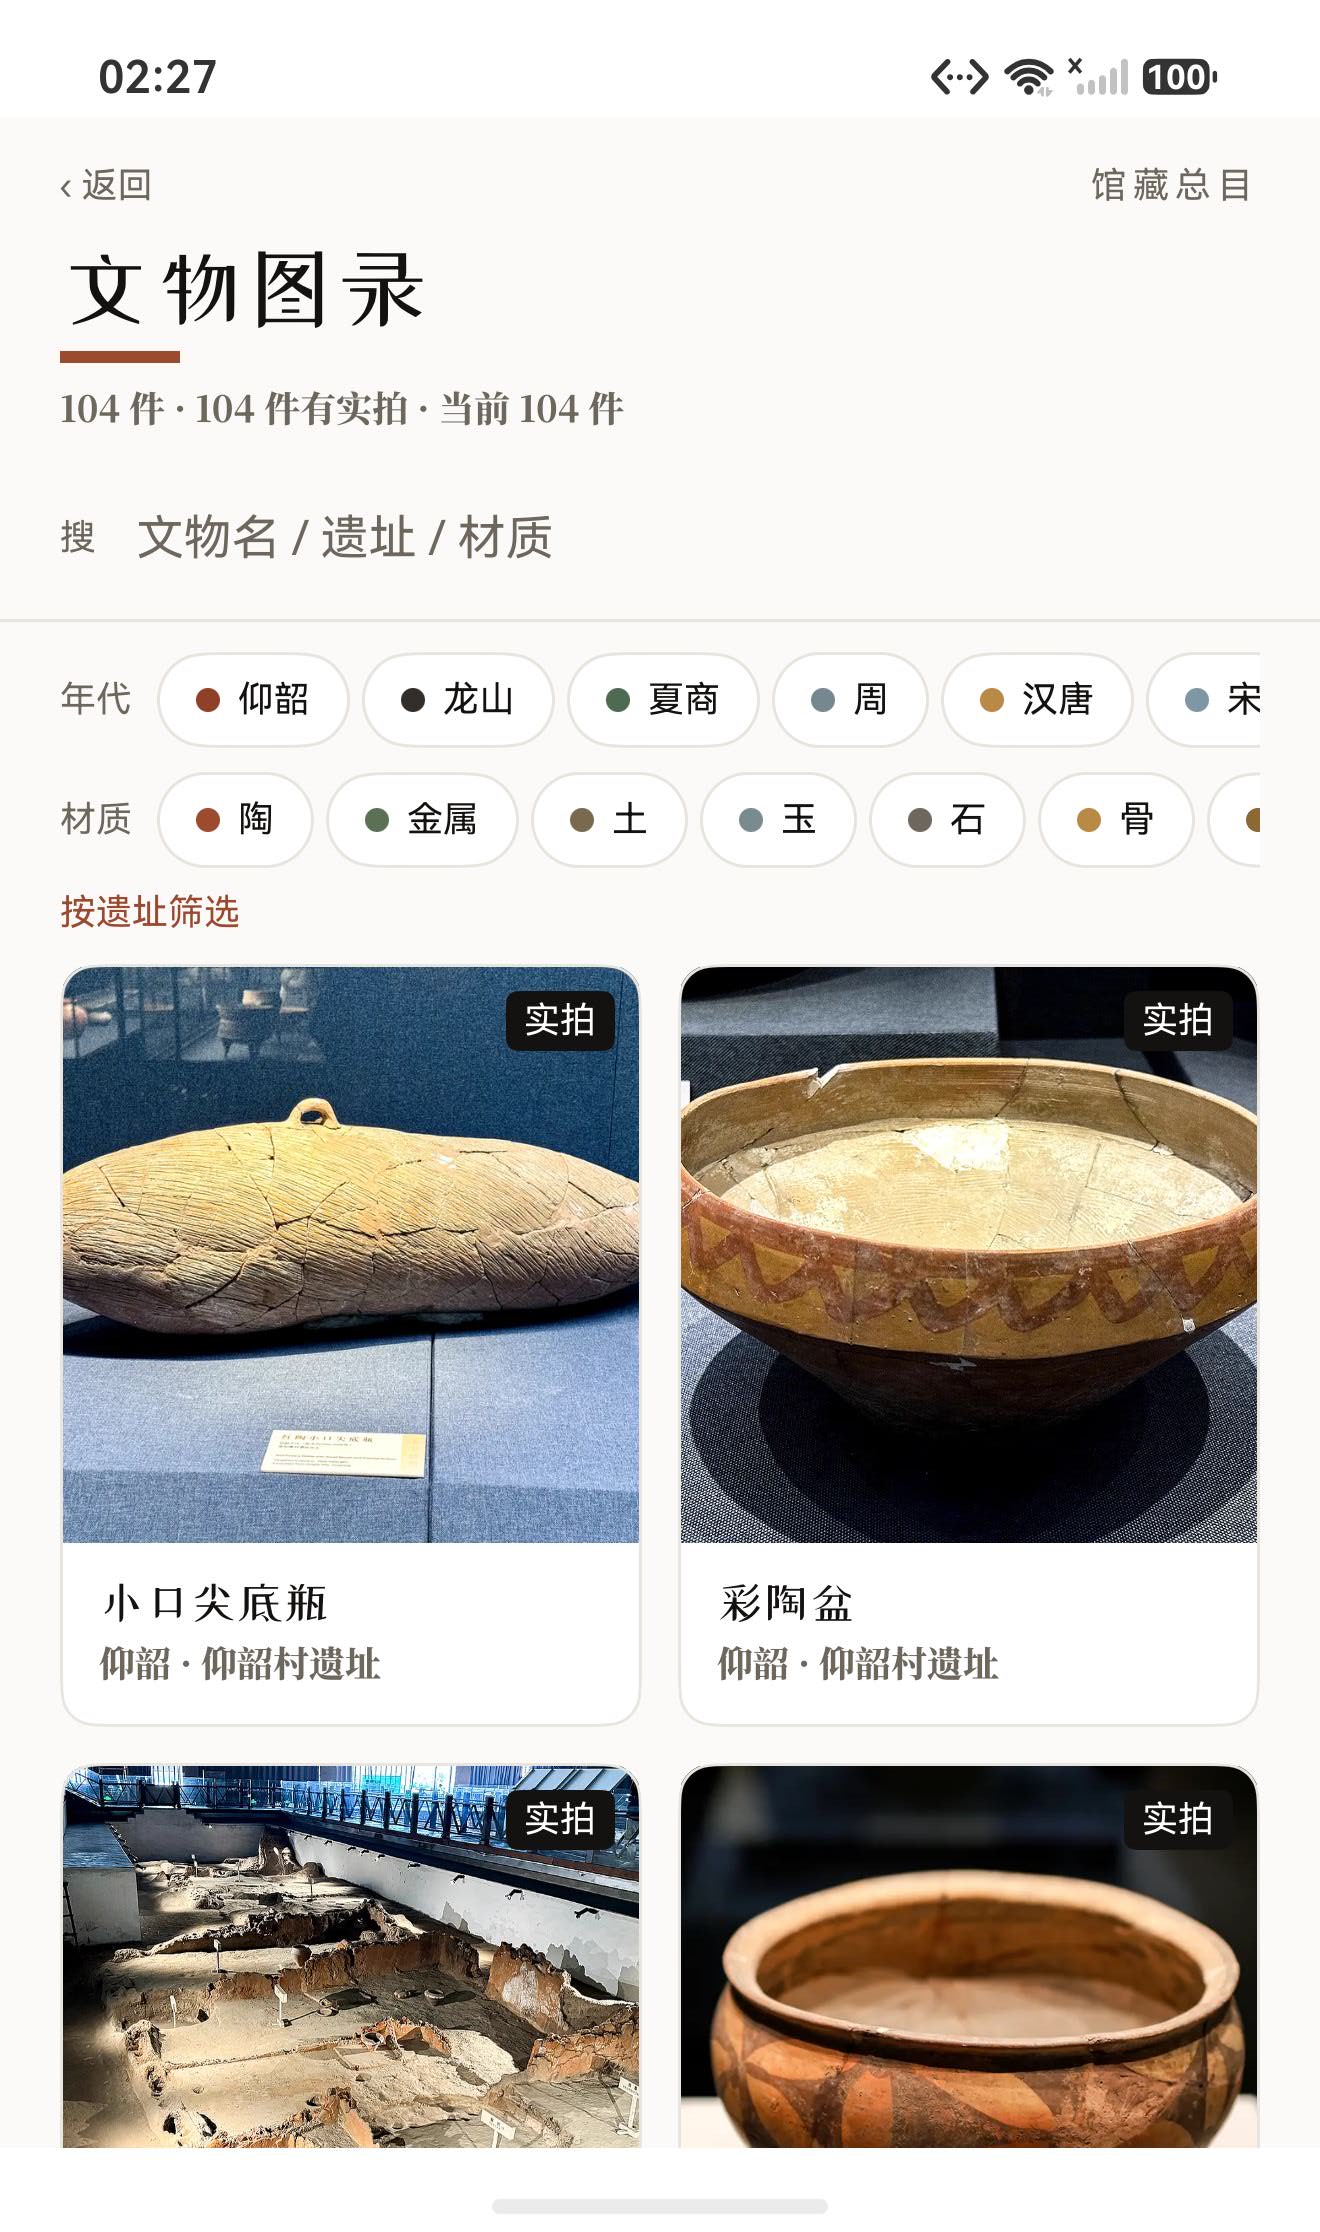 02:27
100
‹ 返回
馆藏总目
文物图录
104 件 · 104 件有实拍 · 当前 104 件
搜 文物名 / 遗址 / 材质
年代 仰韶 龙山 夏商 周 汉唐 宋
材质 陶 金属 土 玉 石 骨
按遗址筛选
实拍
实拍
小口尖底瓶
仰韶 · 仰韶村遗址
彩陶盆
仰韶 · 仰韶村遗址
实拍
实拍